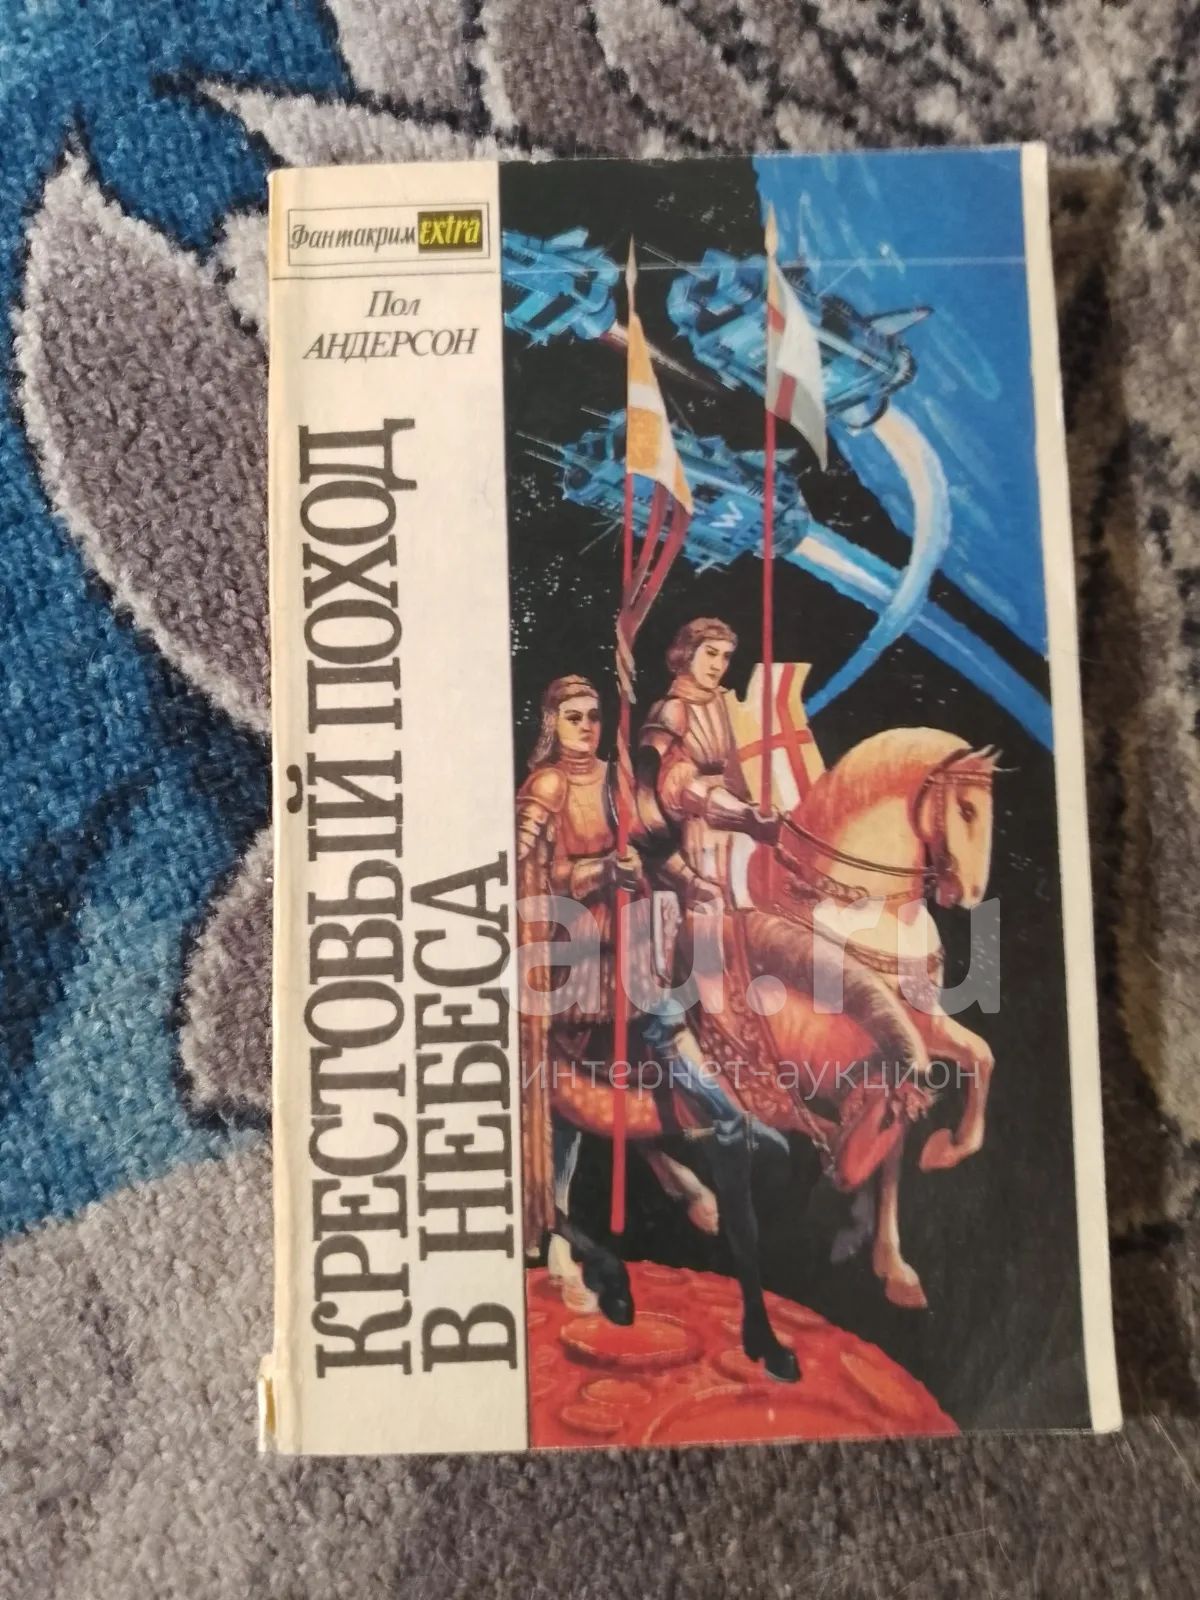 Фантакрим extra
Пол
АНДЕРСОН
КРЕСТОВЫЙ ПОХОД
В НЕБЕСА
W
au.ru
интернет-аукцион